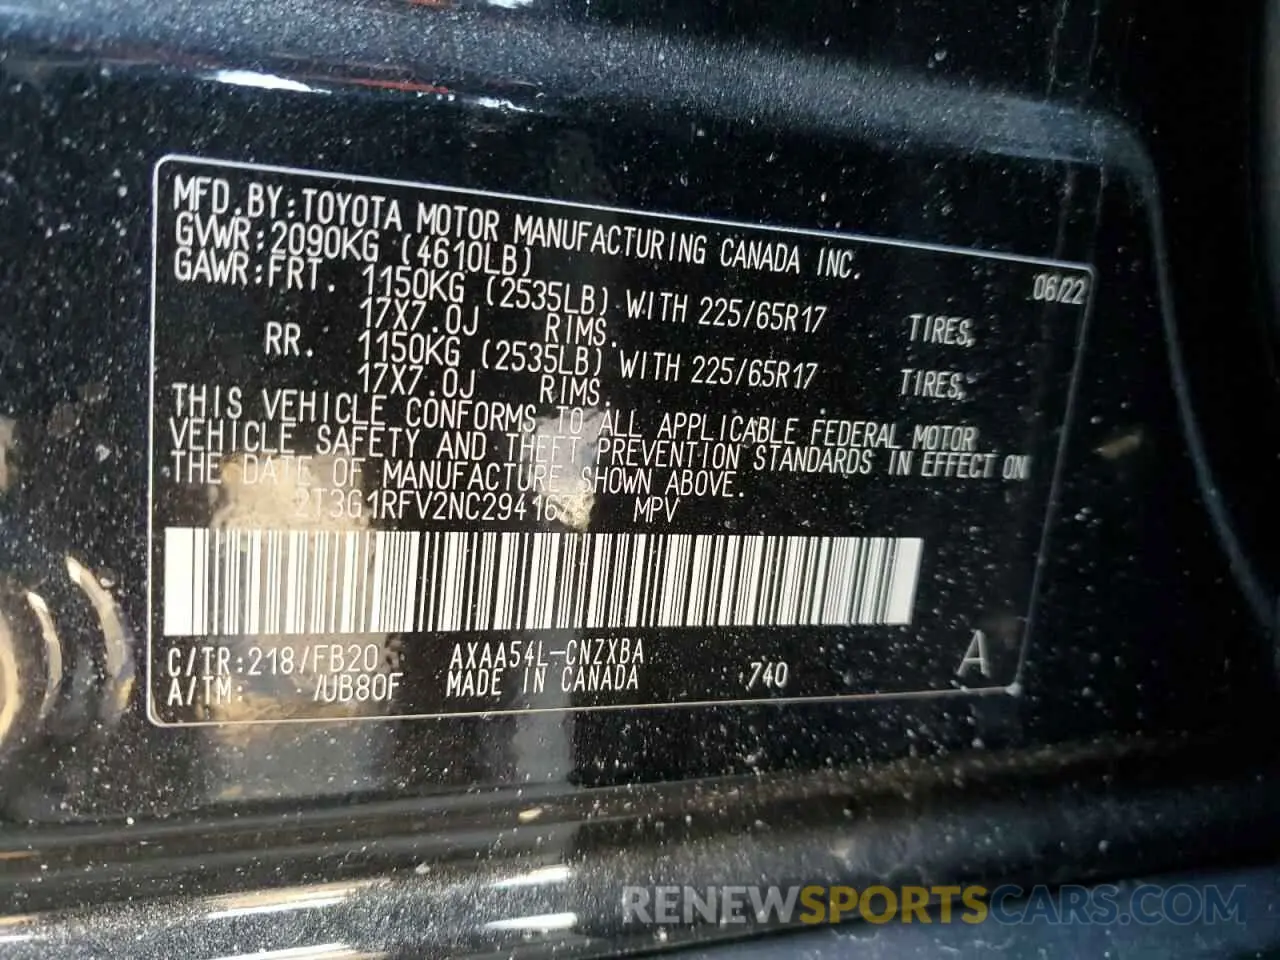 MFD.BY:TOYOTA MOTOR MANUFACTURING CANADA INC.
GVWR:2090KG (4610LB) 06/22
GAWR:FRT. 1150KG (2535LB) WITH 225/65R17 TIRES,
17X7.0J RIMS.
RR. 1150KG (2535LB) WITH 225/65R17 TIRES,
17X7.0J RIMS.
THIS VEHICLE CONFORMS TO ALL APPLICABLE FEDERAL MOTOR
VEHICLE SAFETY AND THEFT PREVENTION STANDARDS IN EFFECT ON
THE DATE OF MANUFACTURE SHOWN ABOVE.
2T3G1RFV2NC294167 MPV
C/TR:218/FB20 AXAA54L-CNZXBA A
A/TM: /UB80F MADE IN CANADA 740
RENEWSPORTSCARS.COM